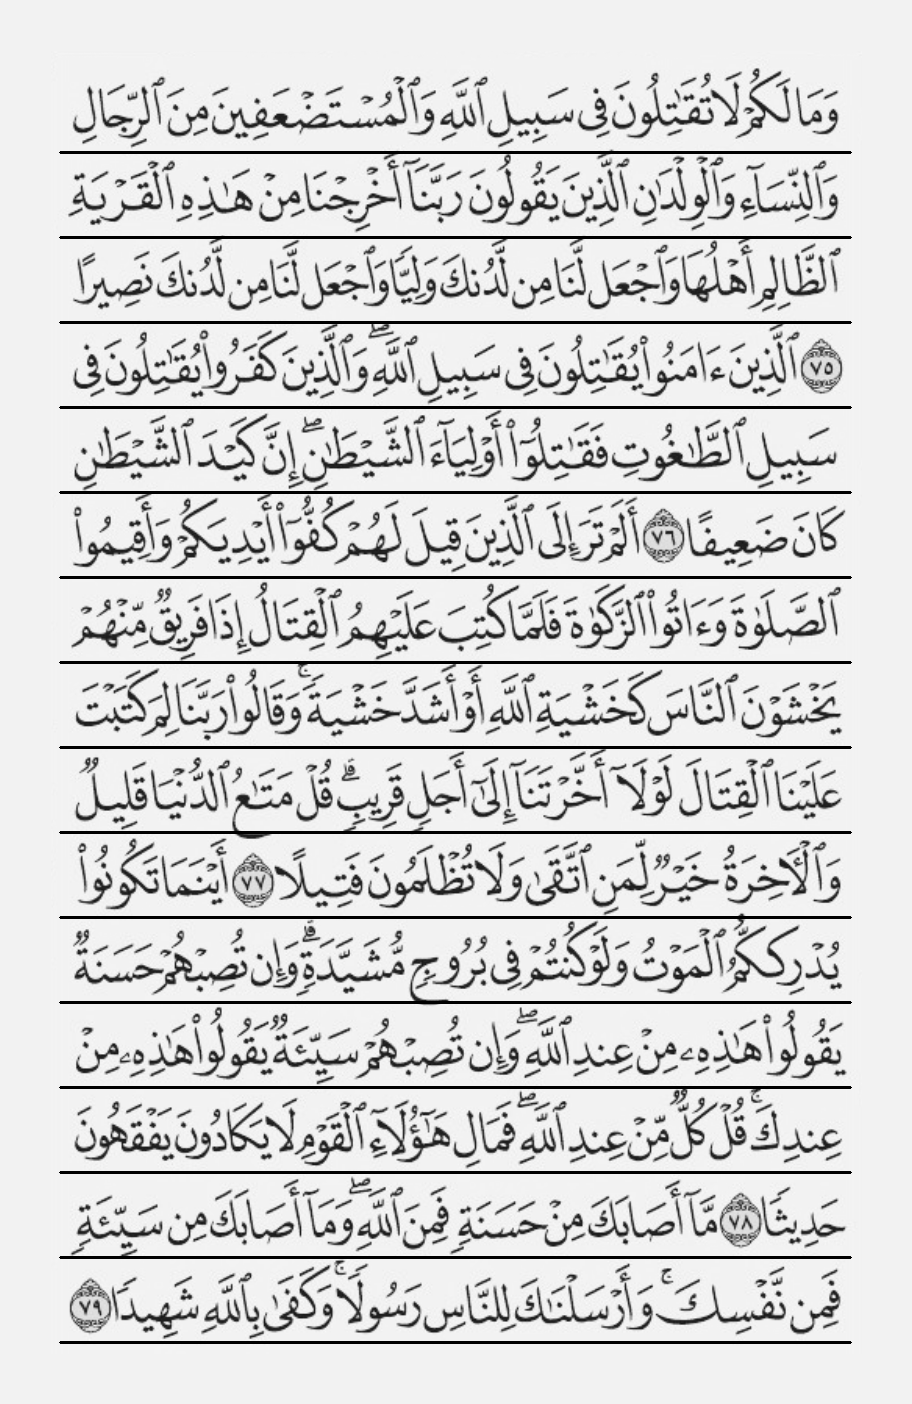 وَمَا لَكُمْ لَا تُقَٰتِلُونَ فِى سَبِيلِ ٱللَّهِ وَٱلْمُسْتَضْعَفِينَ مِنَ ٱلرِّجَالِ
وَٱلنِّسَآءِ وَٱلْوِلْدَٰنِ ٱلَّذِينَ يَقُولُونَ رَبَّنَآ أَخْرِجْنَا مِنْ هَٰذِهِ ٱلْقَرْيَةِ
ٱلظَّالِمِ أَهْلُهَا وَٱجْعَل لَّنَا مِن لَّدُنكَ وَلِيًّا وَٱجْعَل لَّنَا مِن لَّدُنكَ نَصِيرًا
٧٥ ٱلَّذِينَ ءَامَنُوا۟ يُقَٰتِلُونَ فِى سَبِيلِ ٱللَّهِ ۖ وَٱلَّذِينَ كَفَرُوا۟ يُقَٰتِلُونَ فِى
سَبِيلِ ٱلطَّٰغُوتِ فَقَٰتِلُوٓا۟ أَوْلِيَآءَ ٱلشَّيْطَٰنِ ۖ إِنَّ كَيْدَ ٱلشَّيْطَٰنِ
كَانَ ضَعِيفًا ٧٦ أَلَمْ تَرَ إِلَى ٱلَّذِينَ قِيلَ لَهُمْ كُفُّوٓا۟ أَيْدِيَكُمْ وَأَقِيمُوا۟
ٱلصَّلَوٰةَ وَءَاتُوا۟ ٱلزَّكَوٰةَ فَلَمَّا كُتِبَ عَلَيْهِمُ ٱلْقِتَالُ إِذَا فَرِيقٌ مِّنْهُمْ
يَخْشَوْنَ ٱلنَّاسَ كَخَشْيَةِ ٱللَّهِ أَوْ أَشَدَّ خَشْيَةً ۚ وَقَالُوا۟ رَبَّنَا لِمَ كَتَبْتَ
عَلَيْنَا ٱلْقِتَالَ لَوْلَآ أَخَّرْتَنَآ إِلَىٰٓ أَجَلٍ قَرِيبٍ ۗ قُلْ مَتَٰعُ ٱلدُّنْيَا قَلِيلٌ
وَٱلْءَاخِرَةُ خَيْرٌ لِّمَنِ ٱتَّقَىٰ وَلَا تُظْلَمُونَ فَتِيلًا ٧٧ أَيْنَمَا تَكُونُوا۟
يُدْرِككُّمُ ٱلْمَوْتُ وَلَوْ كُنتُمْ فِى بُرُوجٍ مُّشَيَّدَةٍ ۗ وَإِن تُصِبْهُمْ حَسَنَةٌ
يَقُولُوا۟ هَٰذِهِۦ مِنْ عِندِ ٱللَّهِ ۖ وَإِن تُصِبْهُمْ سَيِّئَةٌ يَقُولُوا۟ هَٰذِهِۦ مِنْ
عِندِكَ ۚ قُلْ كُلٌّ مِّنْ عِندِ ٱللَّهِ ۖ فَمَالِ هَٰٓؤُلَآءِ ٱلْقَوْمِ لَا يَكَادُونَ يَفْقَهُونَ
حَدِيثًا ٧٨ مَّآ أَصَابَكَ مِنْ حَسَنَةٍ فَمِنَ ٱللَّهِ ۖ وَمَآ أَصَابَكَ مِن سَيِّئَةٍ
فَمِن نَّفْسِكَ ۚ وَأَرْسَلْنَٰكَ لِلنَّاسِ رَسُولًا ۚ وَكَفَىٰ بِٱللَّهِ شَهِيدًا ٧٩